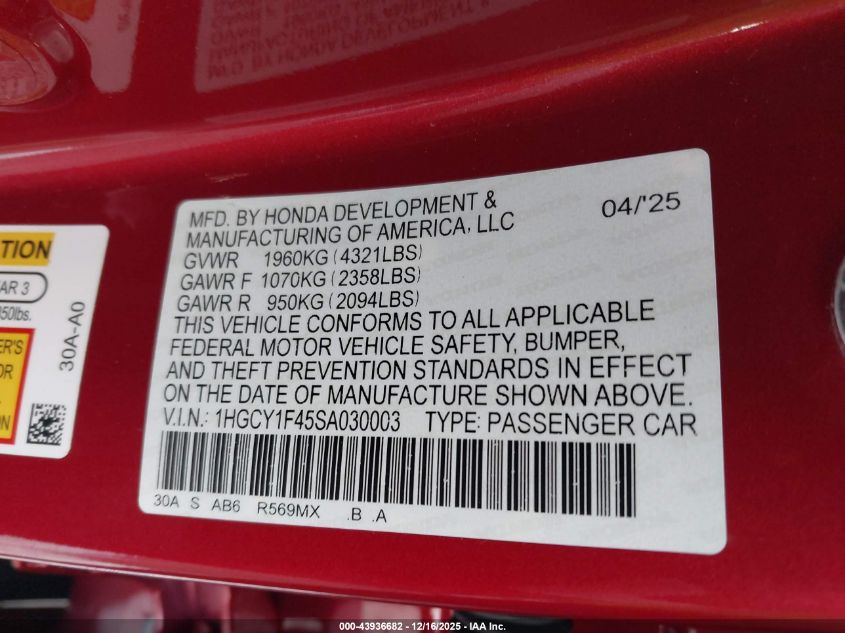 MFD. BY HONDA DEVELOPMENT &
MANUFACTURING OF AMERICA, LLC
04/'25
GVWR 1960KG (4321LBS)
GAWR F 1070KG (2358LBS)
GAWR R 950KG (2094LBS)
THIS VEHICLE CONFORMS TO ALL APPLICABLE
FEDERAL MOTOR VEHICLE SAFETY, BUMPER,
AND THEFT PREVENTION STANDARDS IN EFFECT
ON THE DATE OF MANUFACTURE SHOWN ABOVE.
V.I.N.: 1HGCY1F45SA030003 TYPE: PASSENGER CAR
30A S AB6 R569MX .B .A
AR 3
50lbs.
30A-A0
000-43936682 - 12/16/2025 - IAA Inc.